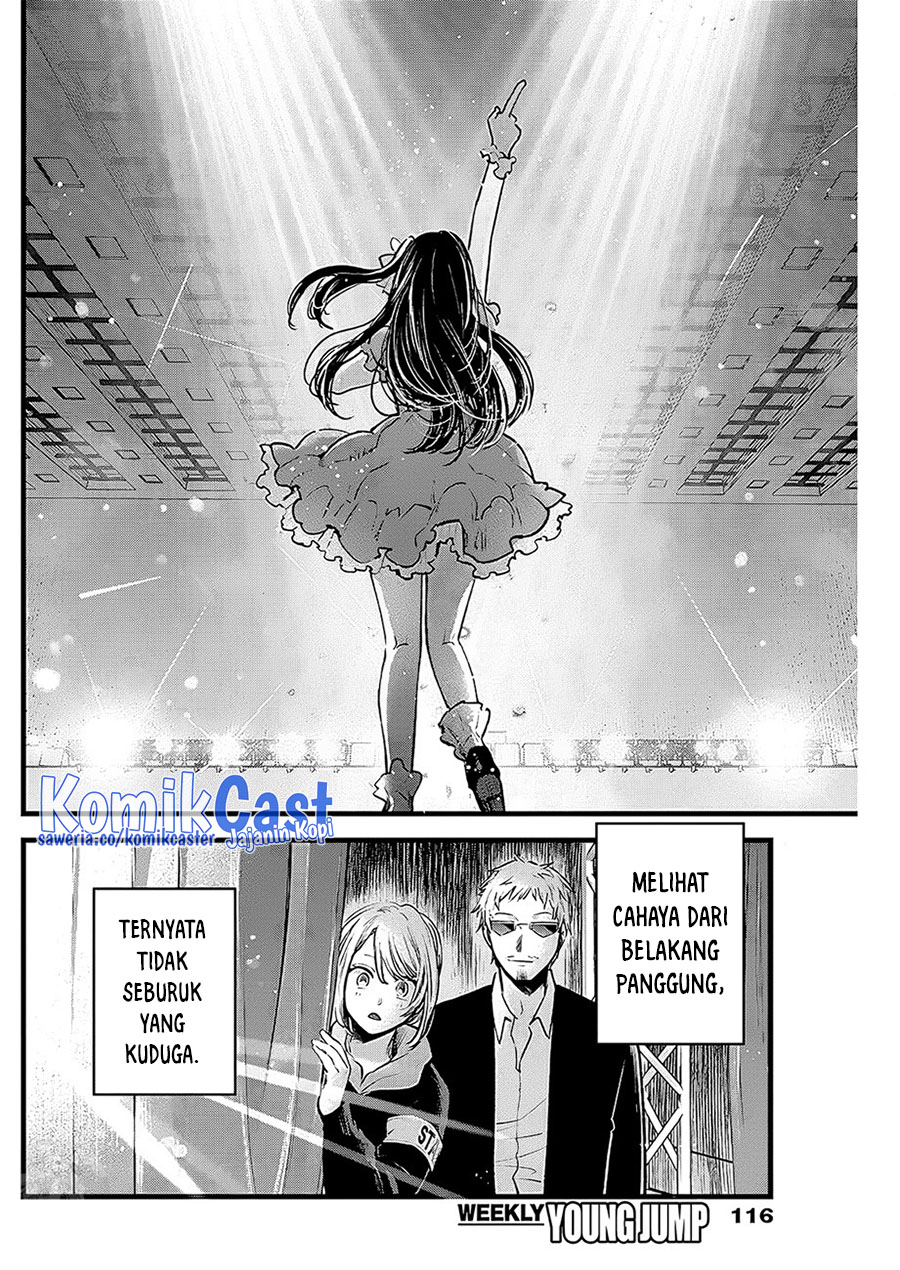 KomikCast
saweria.co/komikcaster
Jajanin Kopi
MELIHAT
CAHAYA DARI
BELAKANG
PANGGUNG,
TERNYATA
TIDAK
SEBURUK
YANG
KUDUGA.
WEEKLY YOUNG JUMP 116